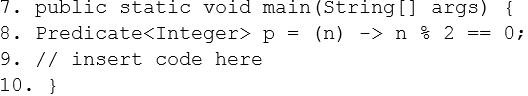 7. public static void main(String[] args) {
8. Predicate<Integer> p = (n) -> n % 2 == 0;
9. // insert code here
10. }